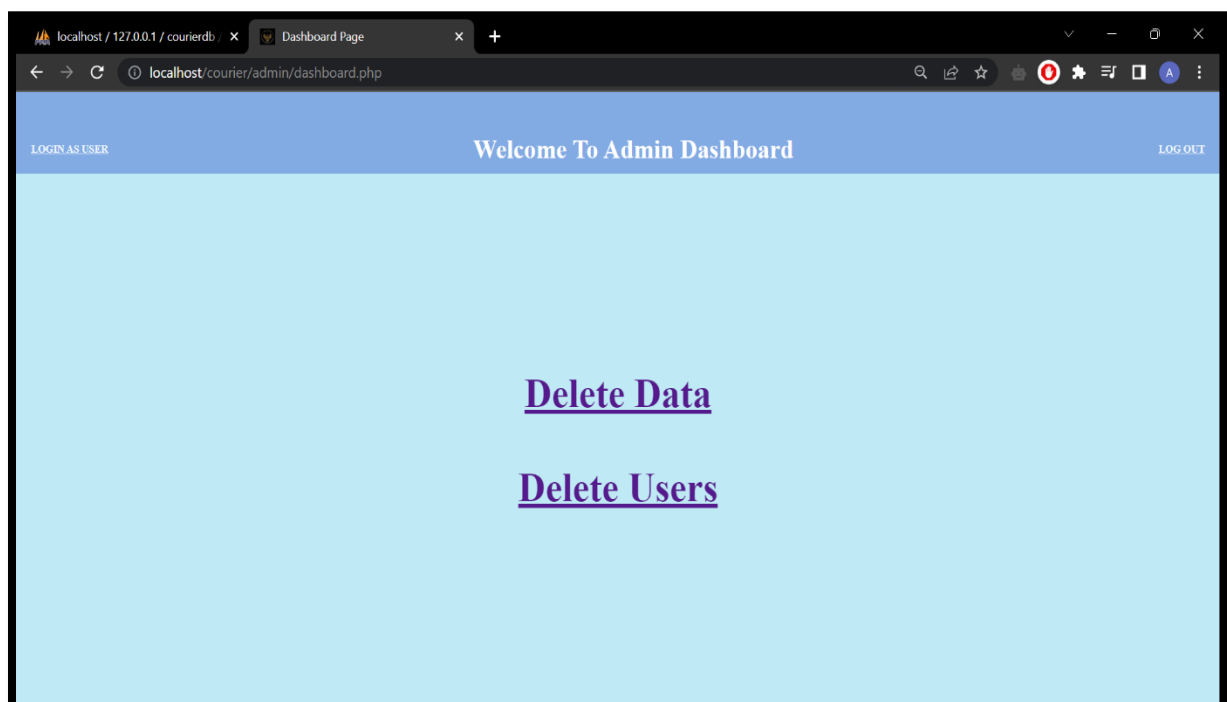 localhost / 127.0.0.1 / courierdb /
Dashboard Page
localhost/courier/admin/dashboard.php
A
LOGIN AS USER
Welcome To Admin Dashboard
LOG OUT
Delete Data
Delete Users